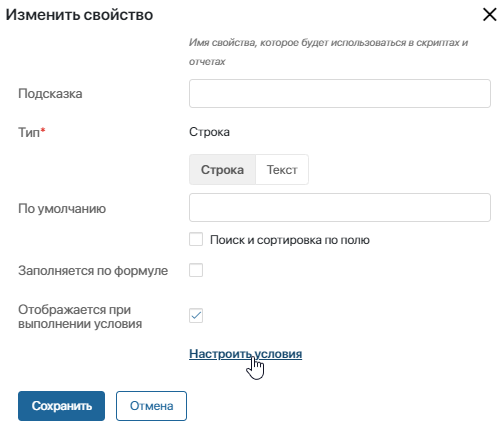 Изменить свойство
Имя свойства, которое будет использоваться в скриптах и
отчетах
Подсказка
Тип*
Строка
Строка Текст
По умолчанию
Поиск и сортировка по полю
Заполняется по формуле
Отображается при
выполнении условия
Настроить условия
Сохранить Отмена